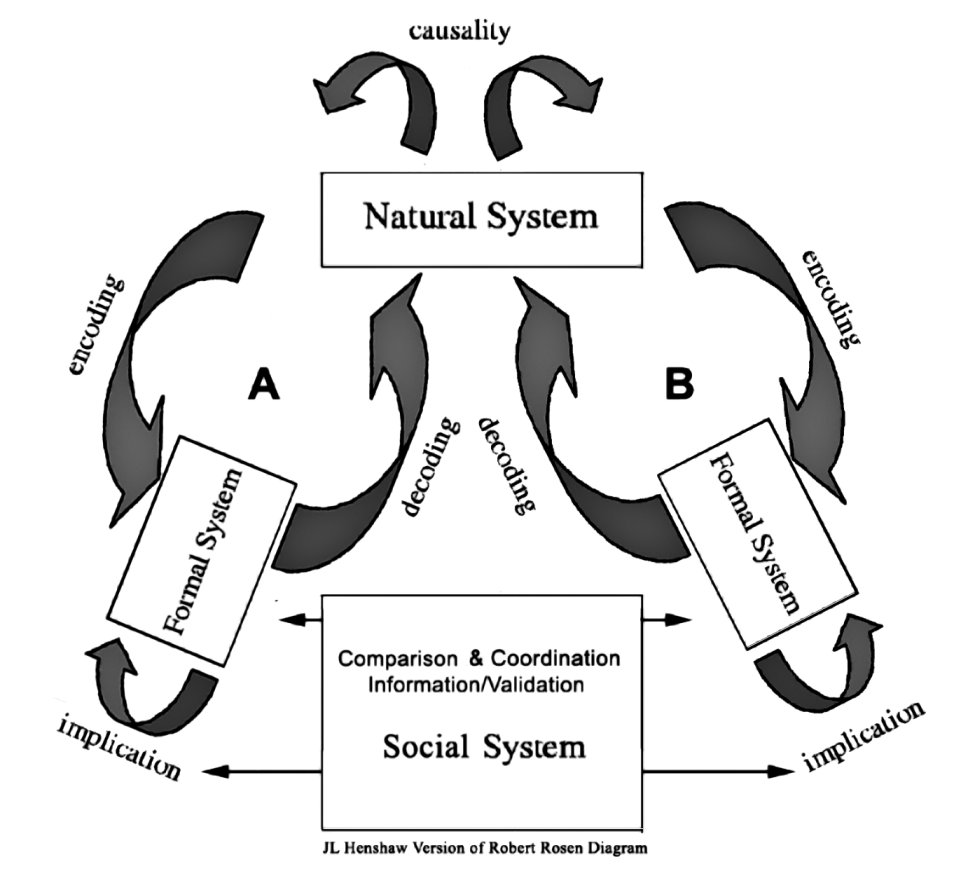 causality
Natural System
encoding
encoding
A
B
decoding
decoding
Formal System
Formal System
Comparison & Coordination
Information/Validation
Social System
implication
implication
JL Henshaw Version of Robert Rosen Diagram